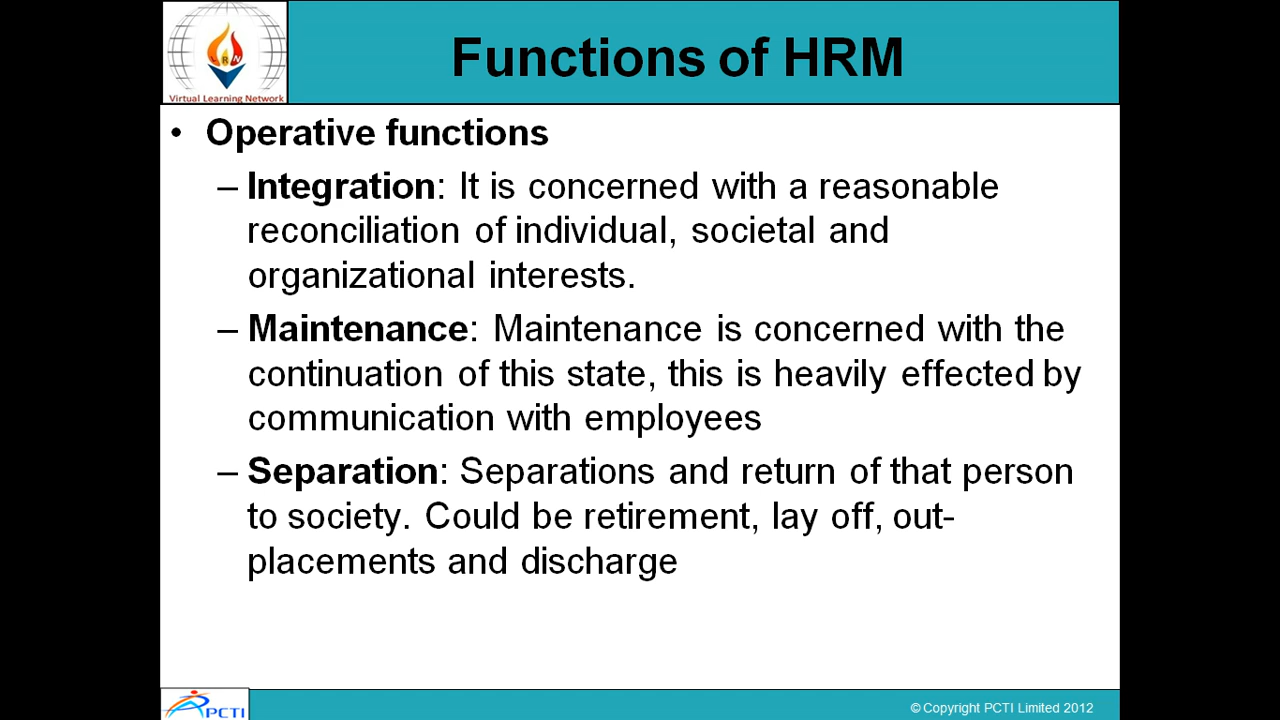 Functions of HRM
LRN
Virtual Learning Network
• Operative functions
– Integration: It is concerned with a reasonable
reconciliation of individual, societal and
organizational interests.
– Maintenance: Maintenance is concerned with the
continuation of this state, this is heavily effected by
communication with employees
– Separation: Separations and return of that person
to society. Could be retirement, lay off, out-
placements and discharge
PCTI
© Copyright PCTI Limited 2012